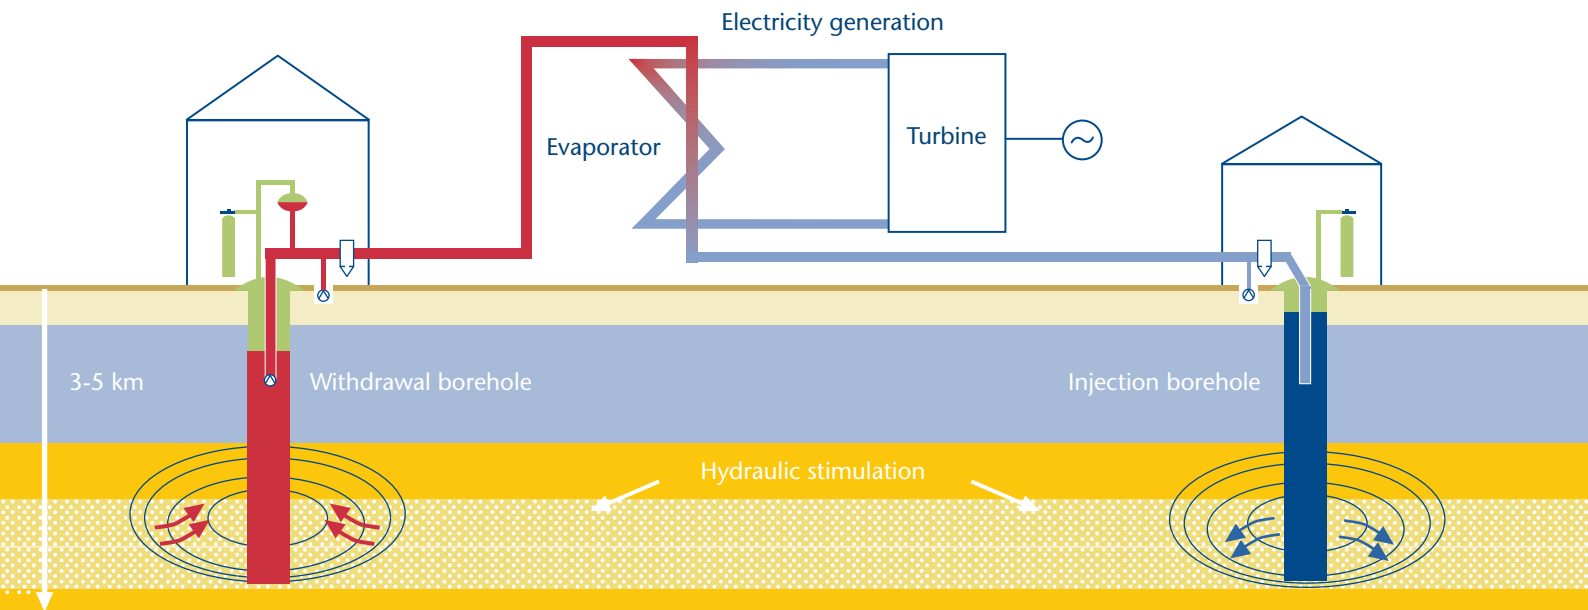 Electricity generation
Evaporator
Turbine
3-5 km
Withdrawal borehole
Injection borehole
Hydraulic stimulation